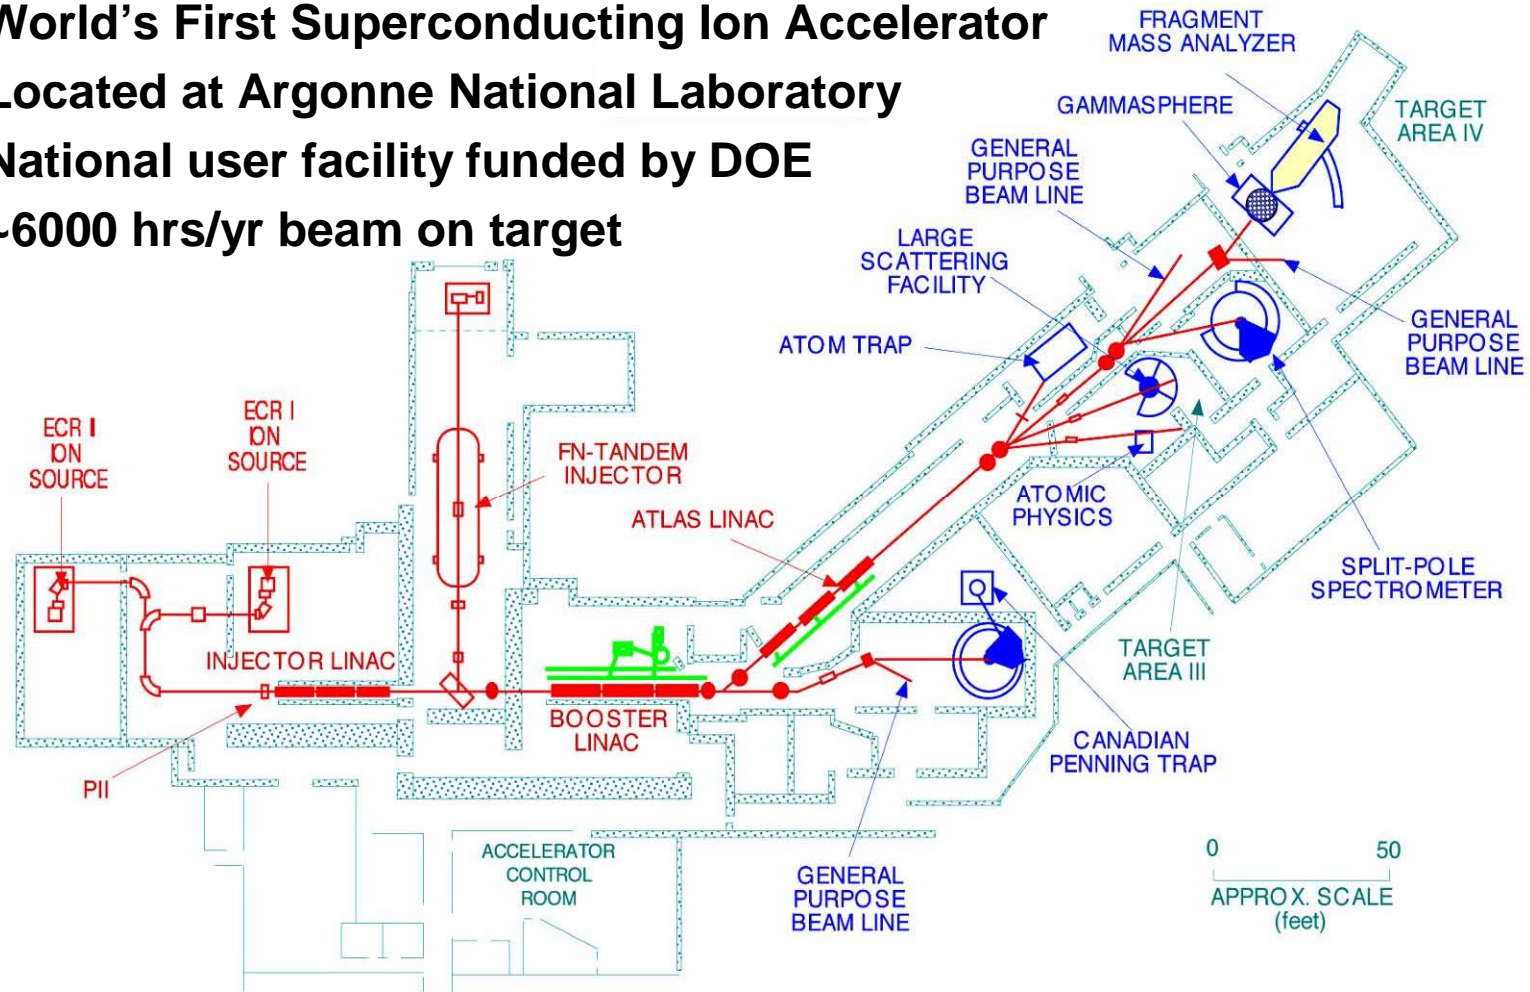 World's First Superconducting Ion Accelerator
Located at Argonne National Laboratory
National user facility funded by DOE
~6000 hrs/yr beam on target
FRAGMENT
MASS ANALYZER
GAMMASPHERE
TARGET
AREA IV
GENERAL
PURPOSE
BEAM LINE
LARGE
SCATTERING
FACILITY
ATOM TRAP
GENERAL
PURPOSE
BEAM LINE
ECR II
ION
SOURCE
ECR I
ION
SOURCE
FN-TANDEM
INJECTOR
ATLAS LINAC
ATOMIC
PHYSICS
SPLIT-POLE
SPECTROMETER
TARGET
AREA III
INJECTOR LINAC
BOOSTER
LINAC
CANADIAN
PENNING TRAP
PII
ACCELERATOR
CONTROL
ROOM
GENERAL
PURPOSE
BEAM LINE
0 50
APPROX. SCALE
(feet)